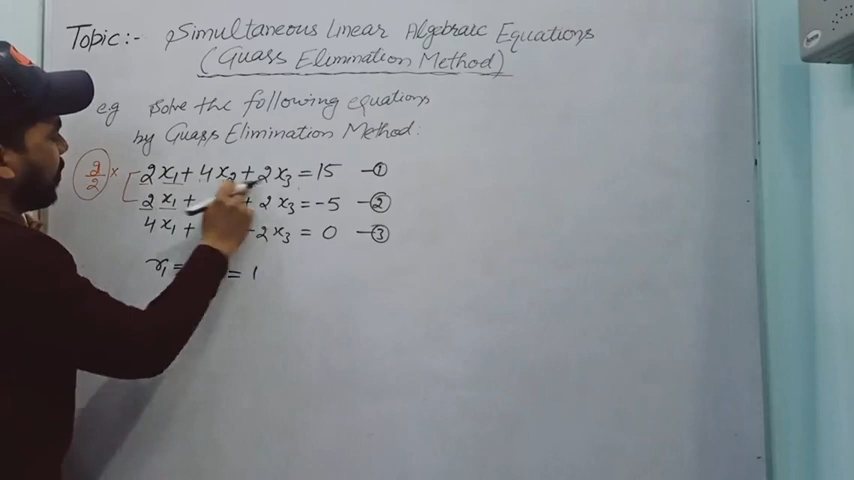 Topic:- Simultaneous Linear Algebraic Equations
(Guass Elimination Method)
e.g Solve the following equations
by Guass Elimination Method:
2/2 × 2x₁ + 4x₂ + 2x₃ = 15 —①
2x₁ + + 2x₃ = -5 —②
4x₁ + 2x₃ = 0 —③
r₁ = = 1